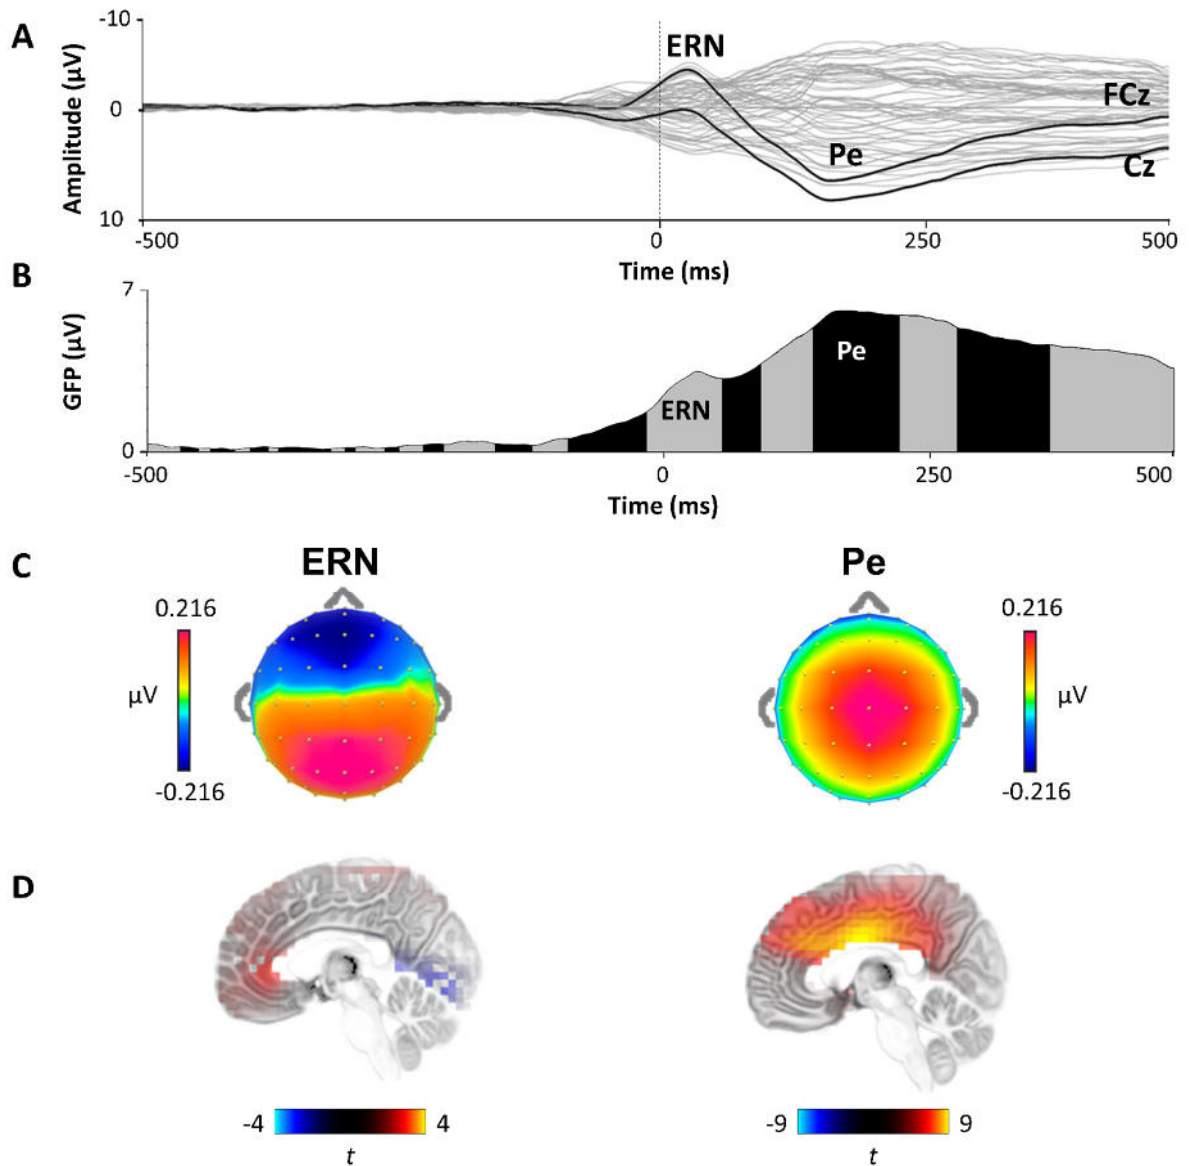 A
-10
ERN
Amplitude (µV)
0
FCz
Pe
Cz
10
-500
0
250
500
Time (ms)
B
7
GFP (µV)
Pe
ERN
0
-500
0
250
500
Time (ms)
C
ERN
Pe
0.216
0.216
µV
µV
-0.216
-0.216
D
-4
4
-9
9
t
t